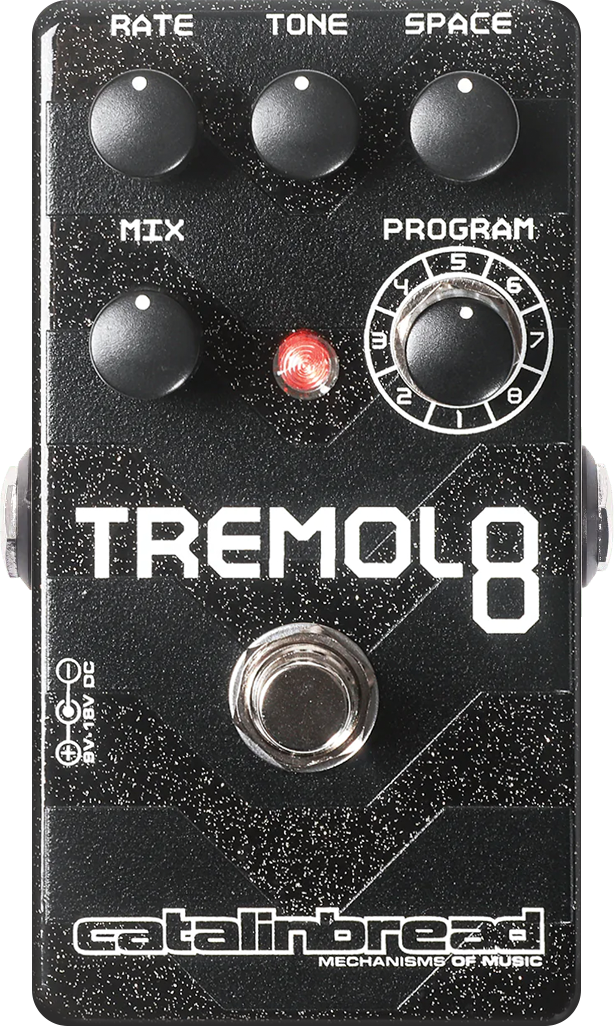 RATE TONE SPACE
MIX PROGRAM
5
4 6
3 7
2 8
1
TREMOL8
9V-18V DC
catalinbread
MECHANISMS OF MUSIC